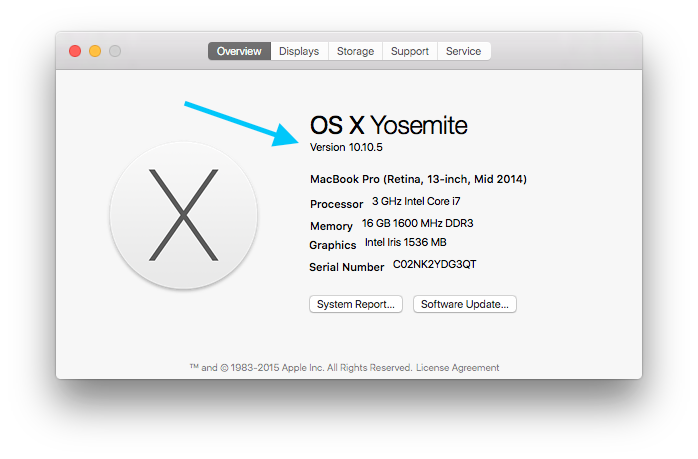 Overview Displays Storage Support Service
OS X Yosemite
Version 10.10.5
MacBook Pro (Retina, 13-inch, Mid 2014)
Processor 3 GHz Intel Core i7
Memory 16 GB 1600 MHz DDR3
Graphics Intel Iris 1536 MB
Serial Number C02NK2YDG3QT
System Report... Software Update...
™ and © 1983-2015 Apple Inc. All Rights Reserved. License Agreement